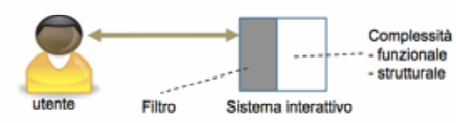 Complessità
- funzionale
- strutturale
utente
Filtro
Sistema interattivo